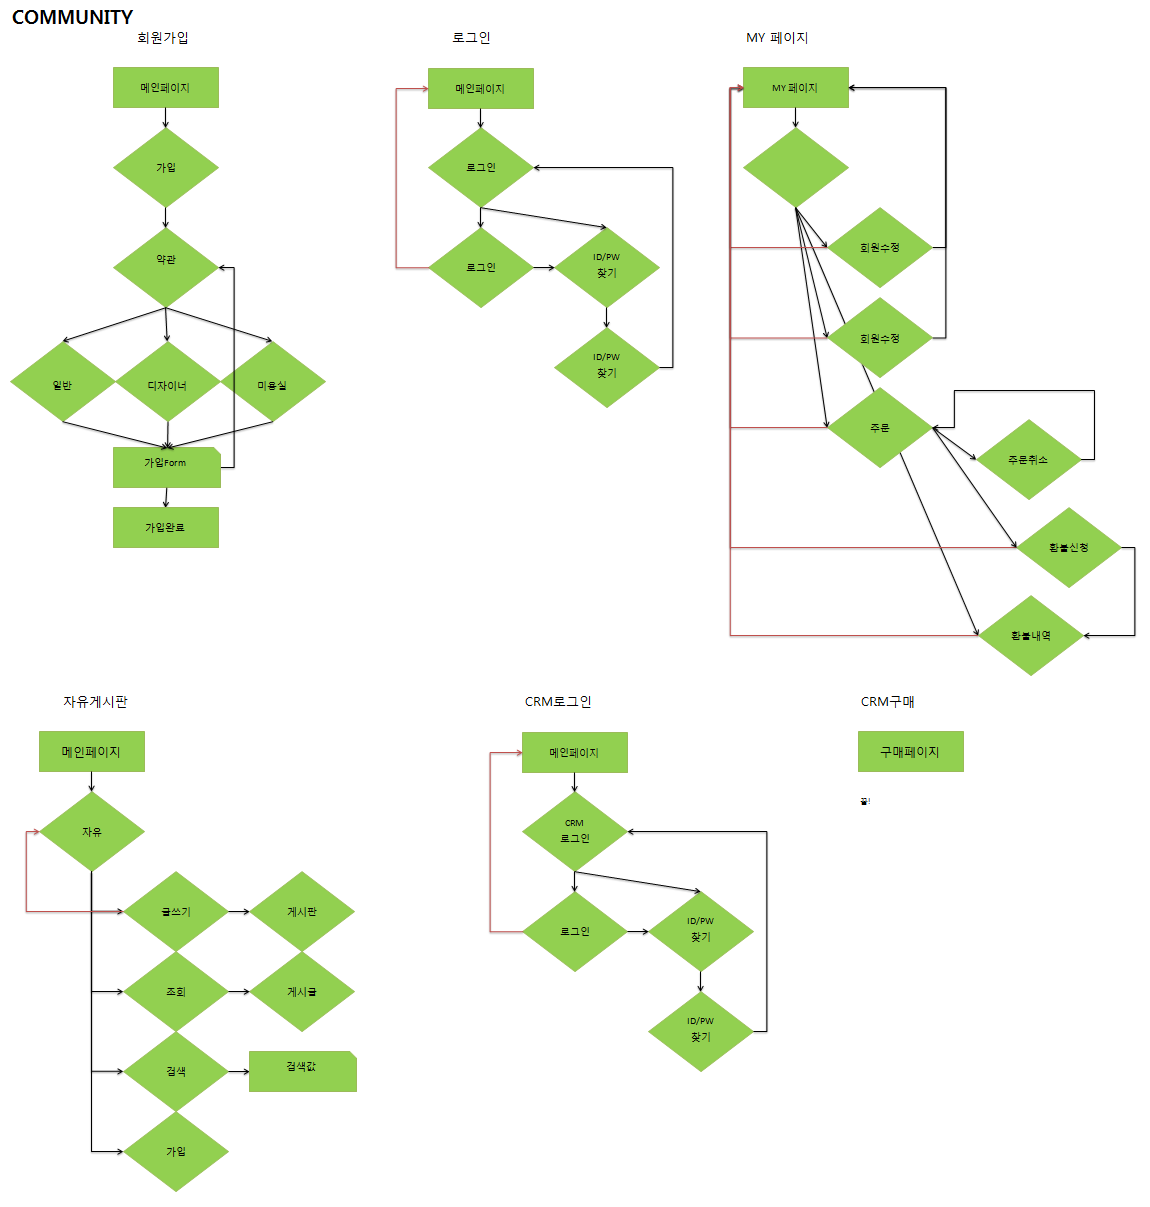 COMMUNITY
회원가입
메인페이지
가입
약관
일반
디자이너
미용실
가입Form
가입완료
로그인
메인페이지
로그인
로그인
ID/PW
찾기
ID/PW
찾기
MY 페이지
MY 페이지
회원수정
회원수정
주문
주문취소
환불신청
환불내역
자유게시판
메인페이지
자유
글쓰기
게시판
조회
게시글
검색
검색값
가입
CRM로그인
메인페이지
CRM
로그인
로그인
ID/PW
찾기
ID/PW
찾기
CRM구매
구매페이지